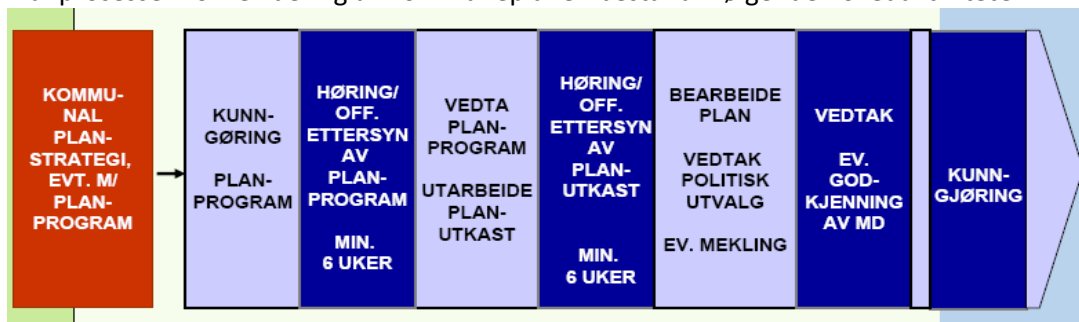 KOMMU-
NAL
PLAN-
STRATEGI,
EVT. M/
PLAN-
PROGRAM
KUNN-
GØRING
PLAN-
PROGRAM
HØRING/
OFF.
ETTERSYN
AV
PLAN-
PROGRAM
MIN.
6 UKER
VEDTA
PLAN-
PROGRAM
UTARBEIDE
PLAN-
UTKAST
HØRING/
OFF.
ETTERSYN
AV
PLAN-
UTKAST
MIN.
6 UKER
BEARBEIDE
PLAN
VEDTAK
POLITISK
UTVALG
EV. MEKLING
VEDTAK
EV.
GOD-
KJENNING
AV MD
KUNN-
GJØRING